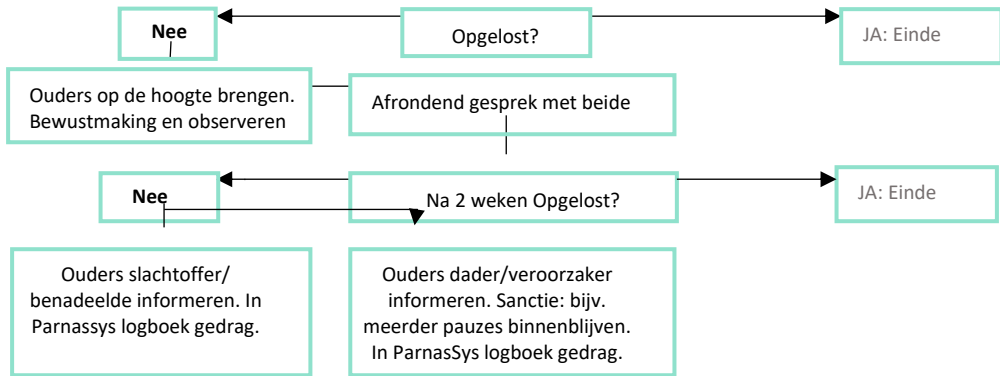 Nee
Opgelost?
JA: Einde
Ouders op de hoogte brengen.
Bewustmaking en observeren
Afrondend gesprek met beide
Nee
Na 2 weken Opgelost?
JA: Einde
Ouders slachtoffer/
benadeelde informeren. In
Parnassys logboek gedrag.
Ouders dader/veroorzaker
informeren. Sanctie: bijv.
meerder pauzes binnenblijven.
In ParnasSys logboek gedrag.